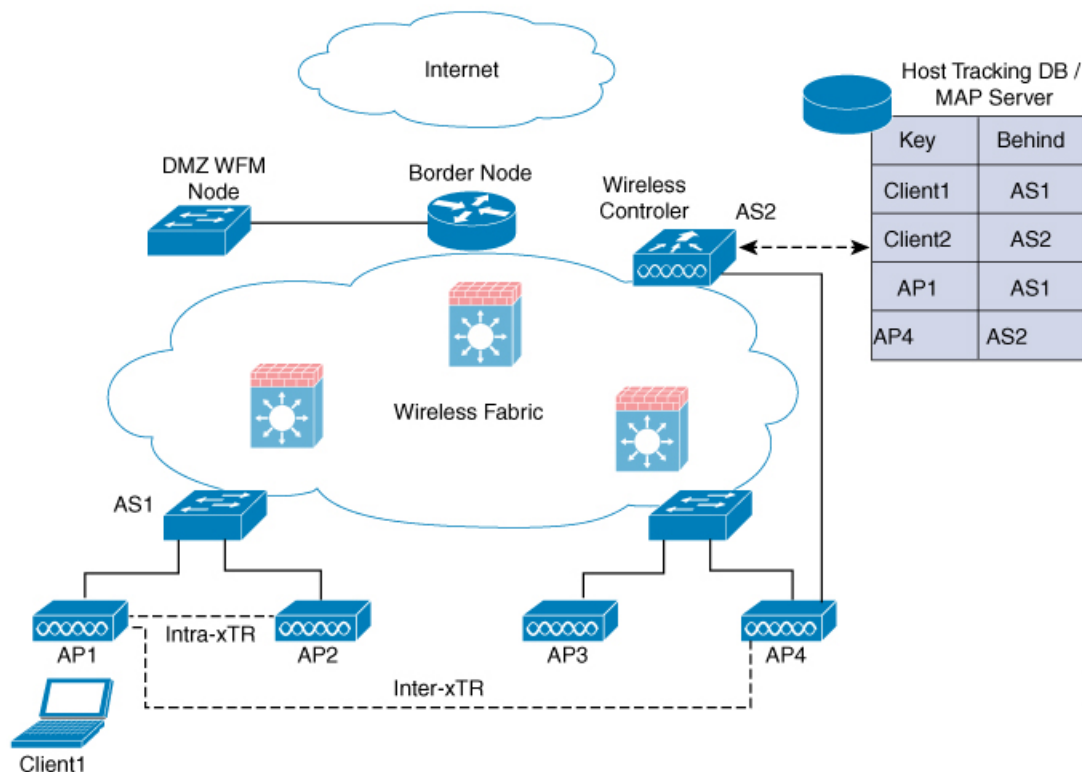 Internet
Host Tracking DB /
MAP Server
Key Behind
Client1 AS1
Client2 AS2
AP1 AS1
AP4 AS2
DMZ WFM
Node
Border Node
Wireless
Controler
AS2
Wireless Fabric
AS1
AP1
Intra-xTR
AP2
AP3
AP4
Inter-xTR
Client1